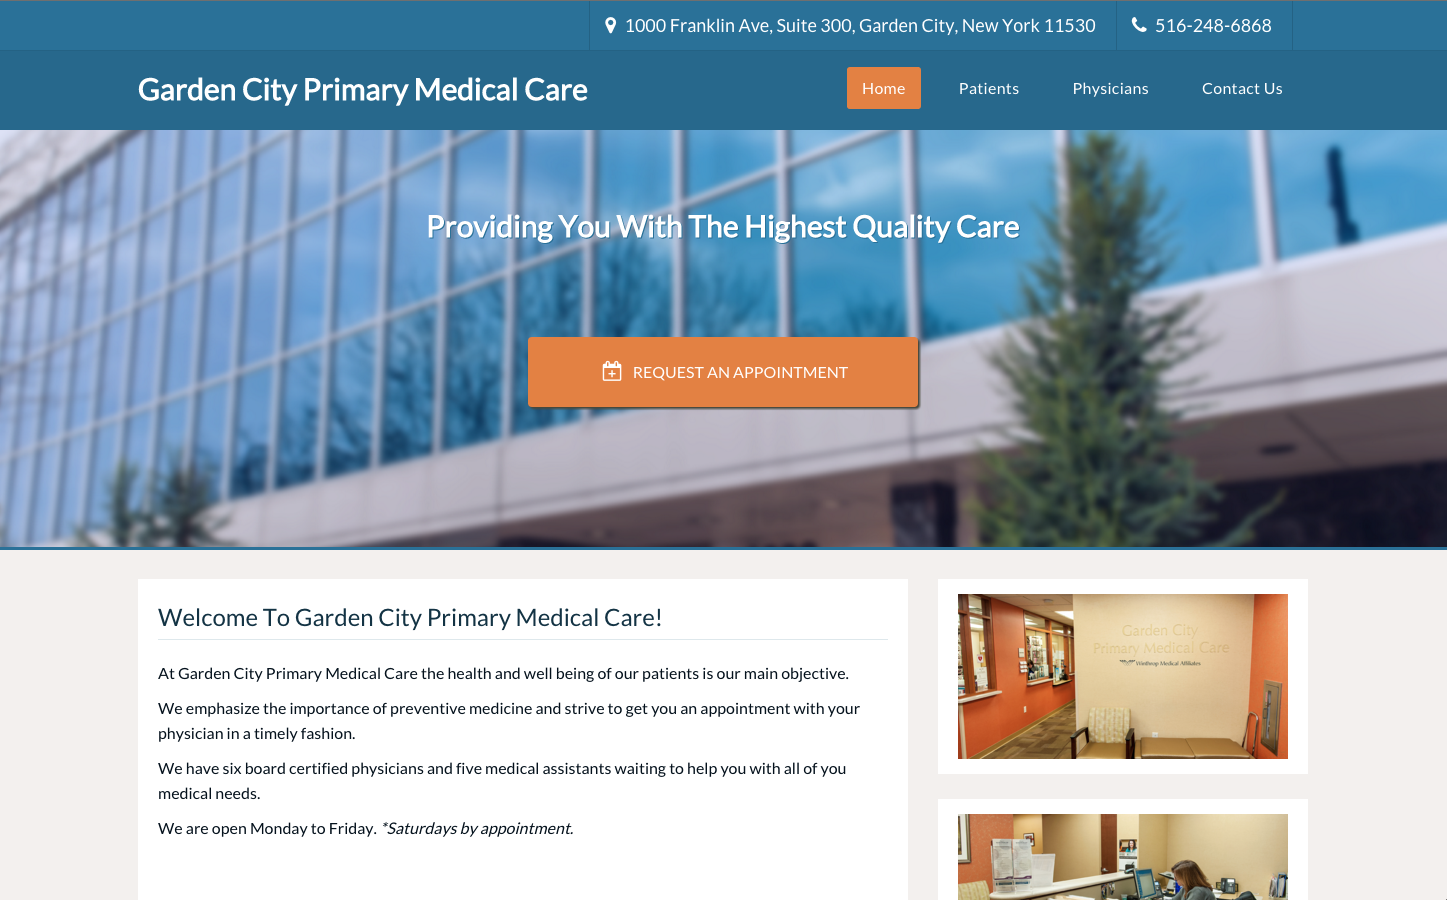 1000 Franklin Ave, Suite 300, Garden City, New York 11530
516-248-6868
Garden City Primary Medical Care
Home
Patients
Physicians
Contact Us
Providing You With The Highest Quality Care
REQUEST AN APPOINTMENT
Welcome To Garden City Primary Medical Care!
At Garden City Primary Medical Care the health and well being of our patients is our main objective.
We emphasize the importance of preventive medicine and strive to get you an appointment with your
physician in a timely fashion.
We have six board certified physicians and five medical assistants waiting to help you with all of you
medical needs.
We are open Monday to Friday. *Saturdays by appointment.
Garden City
Primary Medical Care
Winthrop Medical Affiliates